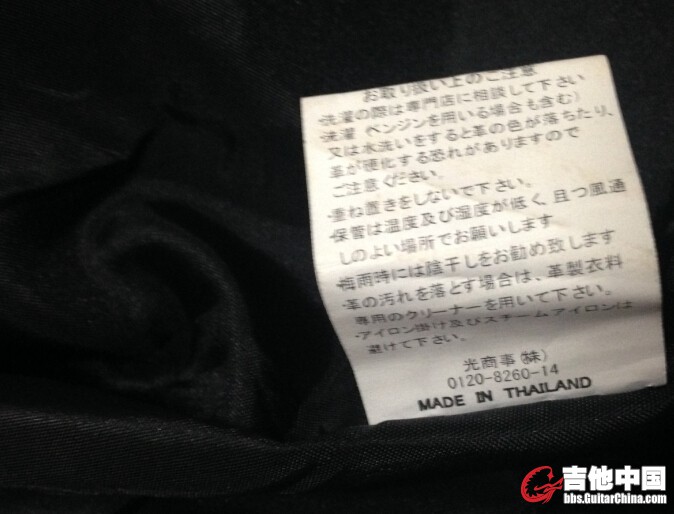 お取り扱い上のご注意
・洗濯の際は専門店に相談して下さい
・洗濯 ベンジンを用いる場合も含む)
又は水洗いをすると革の色が落ちたり、
革が硬化する恐れがありますので
ご注意ください。
・重ね置きをしないで下さい。
・保管は温度及び湿度が低く、且つ風通
しのよい場所でお願いします
・梅雨時には陰干しをお勧め致します
・革の汚れを落とす場合は、革製衣料
専用のクリーナーを用いて下さい。
・アイロン掛け及びスチームアイロンは
避けて下さい。
光商事㈱)
0120-8260-14
MADE IN THAILAND
吉他中国
bbs.GuitarChina.com